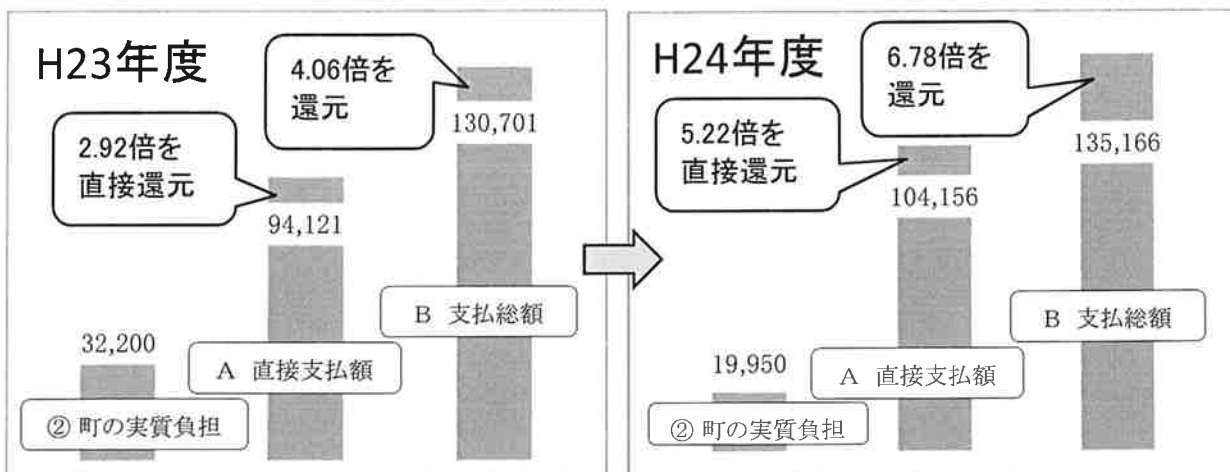 H23年度
4.06倍を
還元
2.92倍を
直接還元
130,701
94,121
32,200
B 支払総額
A 直接支払額
② 町の実質負担
H24年度
6.78倍を
還元
5.22倍を
直接還元
135,166
104,156
19,950
B 支払総額
A 直接支払額
② 町の実質負担